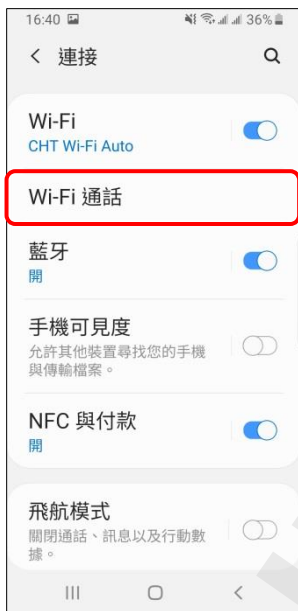 16:40 36%
連接
Wi-Fi
CHT Wi-Fi Auto
Wi-Fi 通話
藍牙
開
手機可見度
允許其他裝置尋找您的手機
與傳輸檔案。
NFC 與付款
開
飛航模式
關閉通話、訊息以及行動數
據。